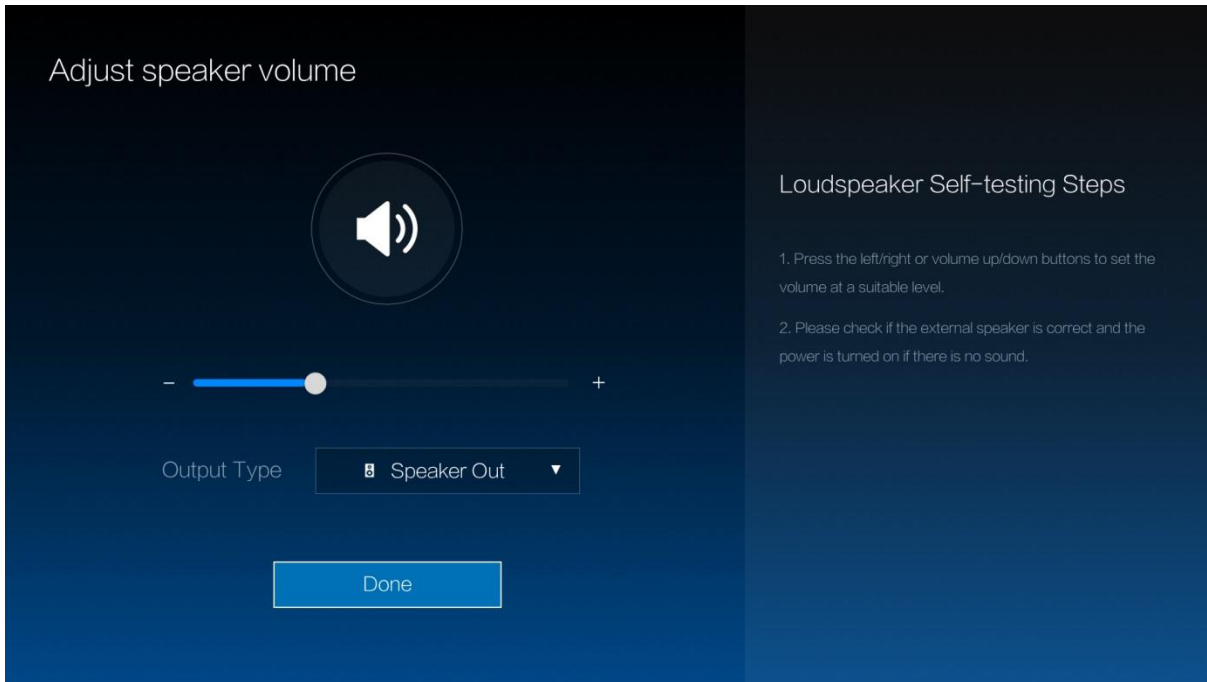 Adjust speaker volume
- +
Output Type
Speaker Out ▼
Done
Loudspeaker Self-testing Steps
1. Press the left/right or volume up/down buttons to set the
volume at a suitable level.
2. Please check if the external speaker is correct and the
power is turned on if there is no sound.